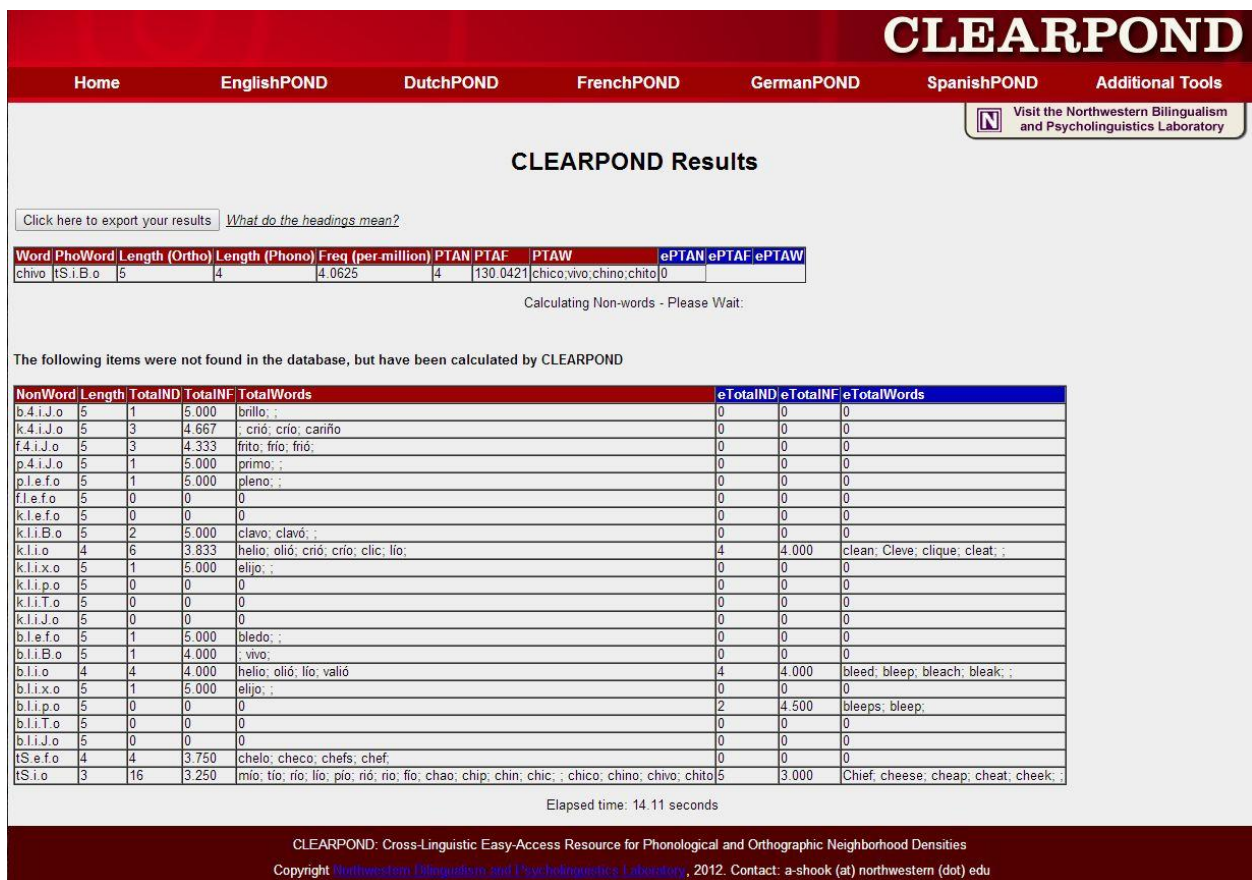 CLEARPOND
Home EnglishPOND DutchPOND FrenchPOND GermanPOND SpanishPOND Additional Tools
N Visit the Northwestern Bilingualism
and Psycholinguistics Laboratory
CLEARPOND Results
Click here to export your results What do the headings mean?
Word PhoWord Length (Ortho) Length (Phono) Freq (per-million) PTAN PTAF PTAW ePTAN ePTAF ePTAW
chivo tS.i.B.o 5 4 4.0625 4 130.0421 chico;vivo;chino;chito 0
Calculating Non-words - Please Wait:
The following items were not found in the database, but have been calculated by CLEARPOND
NonWord Length TotalND TotalNF TotalWords eTotalND eTotalNF eTotalWords
b.4.i.J.o 5 1 5.000 brillo; ; 0 0 0
k.4.i.J.o 5 3 4.667 ; crió; crío; cariño 0 0 0
f.4.i.J.o 5 3 4.333 frito; frío; frió; 0 0 0
p.4.i.J.o 5 1 5.000 primo; ; 0 0 0
p.l.e.f.o 5 1 5.000 pleno; ; 0 0 0
f.l.e.f.o 5 0 0 0 0 0 0
k.l.e.f.o 5 0 0 0 0 0 0
k.l.i.B.o 5 2 5.000 clavo; clavó; ; 0 0 0
k.l.i.o 4 6 3.833 helio; olió; crió; crío; clic; lío; 4 4.000 clean; Cleve; clique; cleat; ;
k.l.i.x.o 5 1 5.000 elijo; ; 0 0 0
k.l.i.p.o 5 0 0 0 0 0 0
k.l.i.T.o 5 0 0 0 0 0 0
k.l.i.J.o 5 0 0 0 0 0 0
b.l.e.f.o 5 1 5.000 bledo; ; 0 0 0
b.l.i.B.o 5 1 4.000 ; vivo; 0 0 0
b.l.i.o 4 4 4.000 helio; olió; lío; valió 4 4.000 bleed; bleep; bleach; bleak; ;
b.l.i.x.o 5 1 5.000 elijo; ; 0 0 0
b.l.i.p.o 5 0 0 0 2 4.500 bleeps; bleep;
b.l.i.T.o 5 0 0 0 0 0 0
b.l.i.J.o 5 0 0 0 0 0 0
tS.e.f.o 4 4 3.750 chelo; checo; chefs; chef; 0 0 0
tS.i.o 3 16 3.250 mío; tío; río; lío; pío; rió; rio; fío; chao; chip; chin; chic; ; chico; chino; chivo; chito 5 3.000 Chief; cheese; cheap; cheat; cheek; ;
Elapsed time: 14.11 seconds
CLEARPOND: Cross-Linguistic Easy-Access Resource for Phonological and Orthographic Neighborhood Densities
Copyright Northwestern Bilingualism and Psycholinguistics Laboratory, 2012. Contact: a-shook (at) northwestern (dot) edu